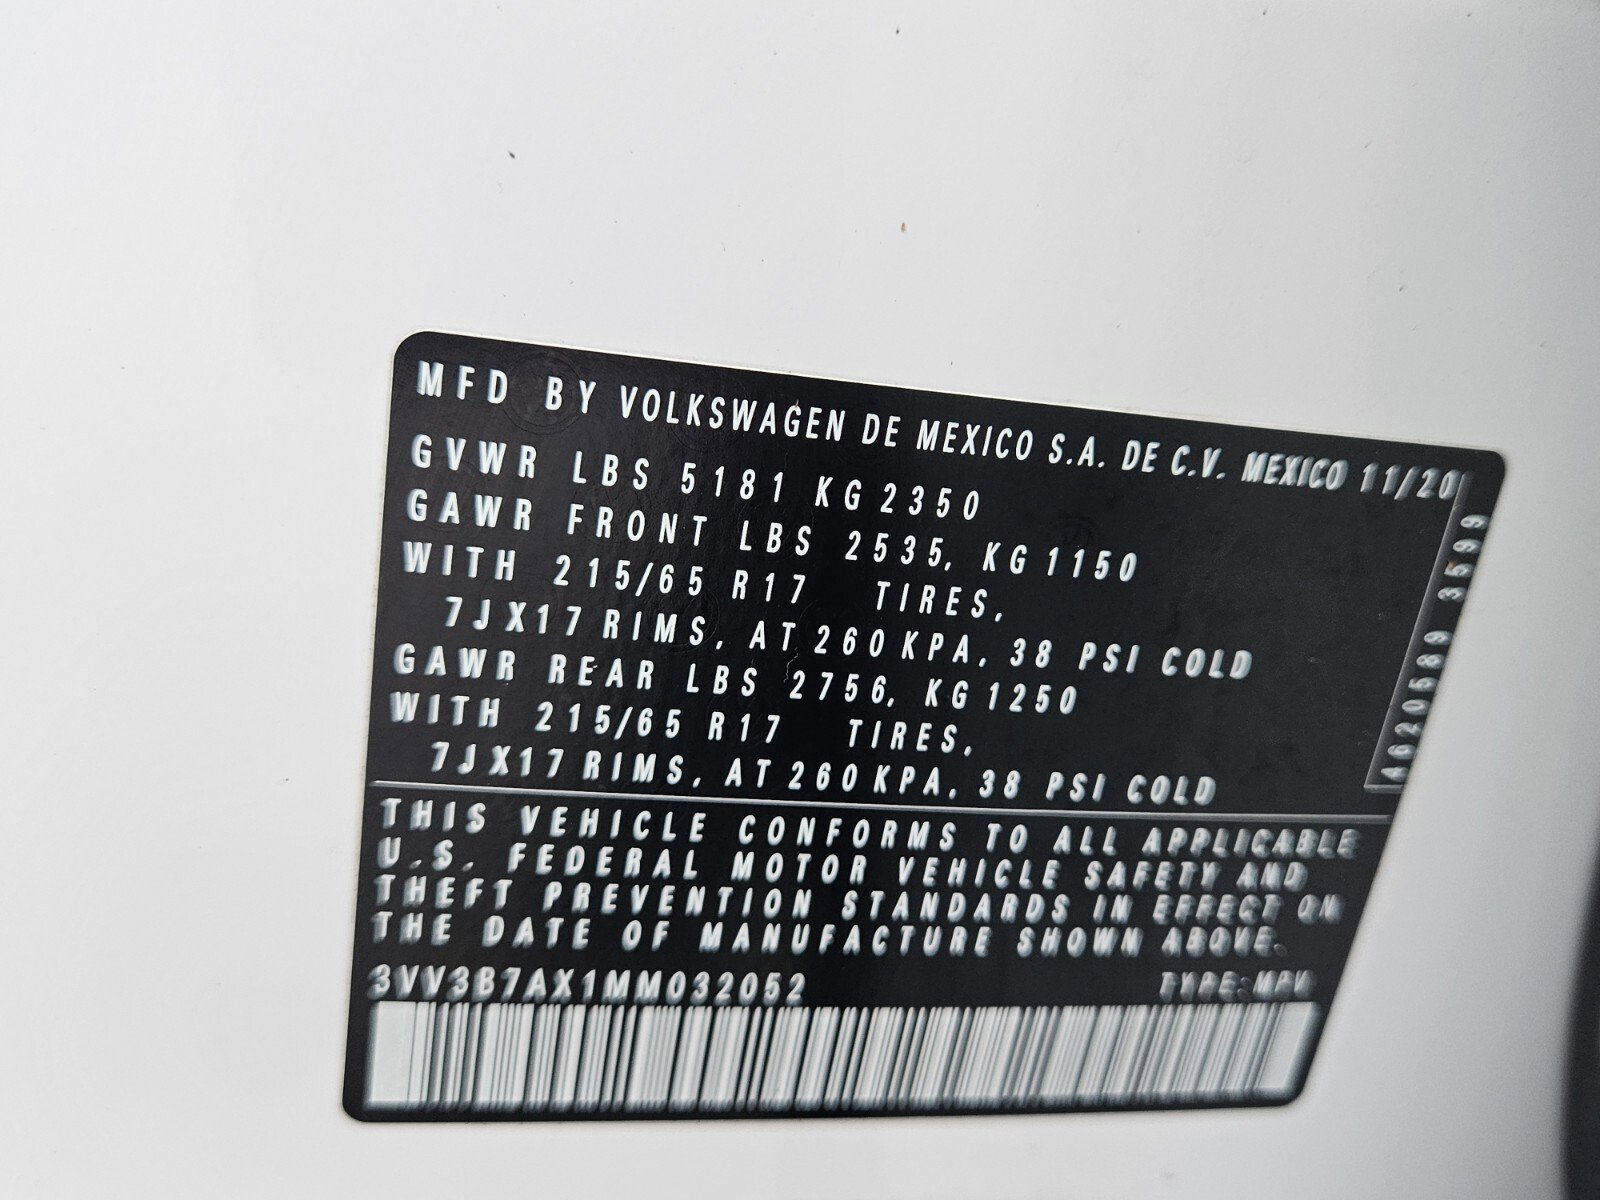 MFD BY VOLKSWAGEN DE MEXICO S.A. DE C.V. MEXICO 11/20
GVWR LBS 5181 KG 2350
GAWR FRONT LBS 2535, KG 1150
WITH 215/65 R17 TIRES,
7JX17 RIMS, AT 260 KPA, 38 PSI COLD
GAWR REAR LBS 2756, KG 1250
WITH 215/65 R17 TIRES,
7JX17 RIMS, AT 260 KPA, 38 PSI COLD
THIS VEHICLE CONFORMS TO ALL APPLICABLE
U.S. FEDERAL MOTOR VEHICLE SAFETY AND
THEFT PREVENTION STANDARDS IN EFFECT ON
THE DATE OF MANUFACTURE SHOWN ABOVE.
3VV3B7AX1MM032052 TYPE: MPV
A6205689 3599